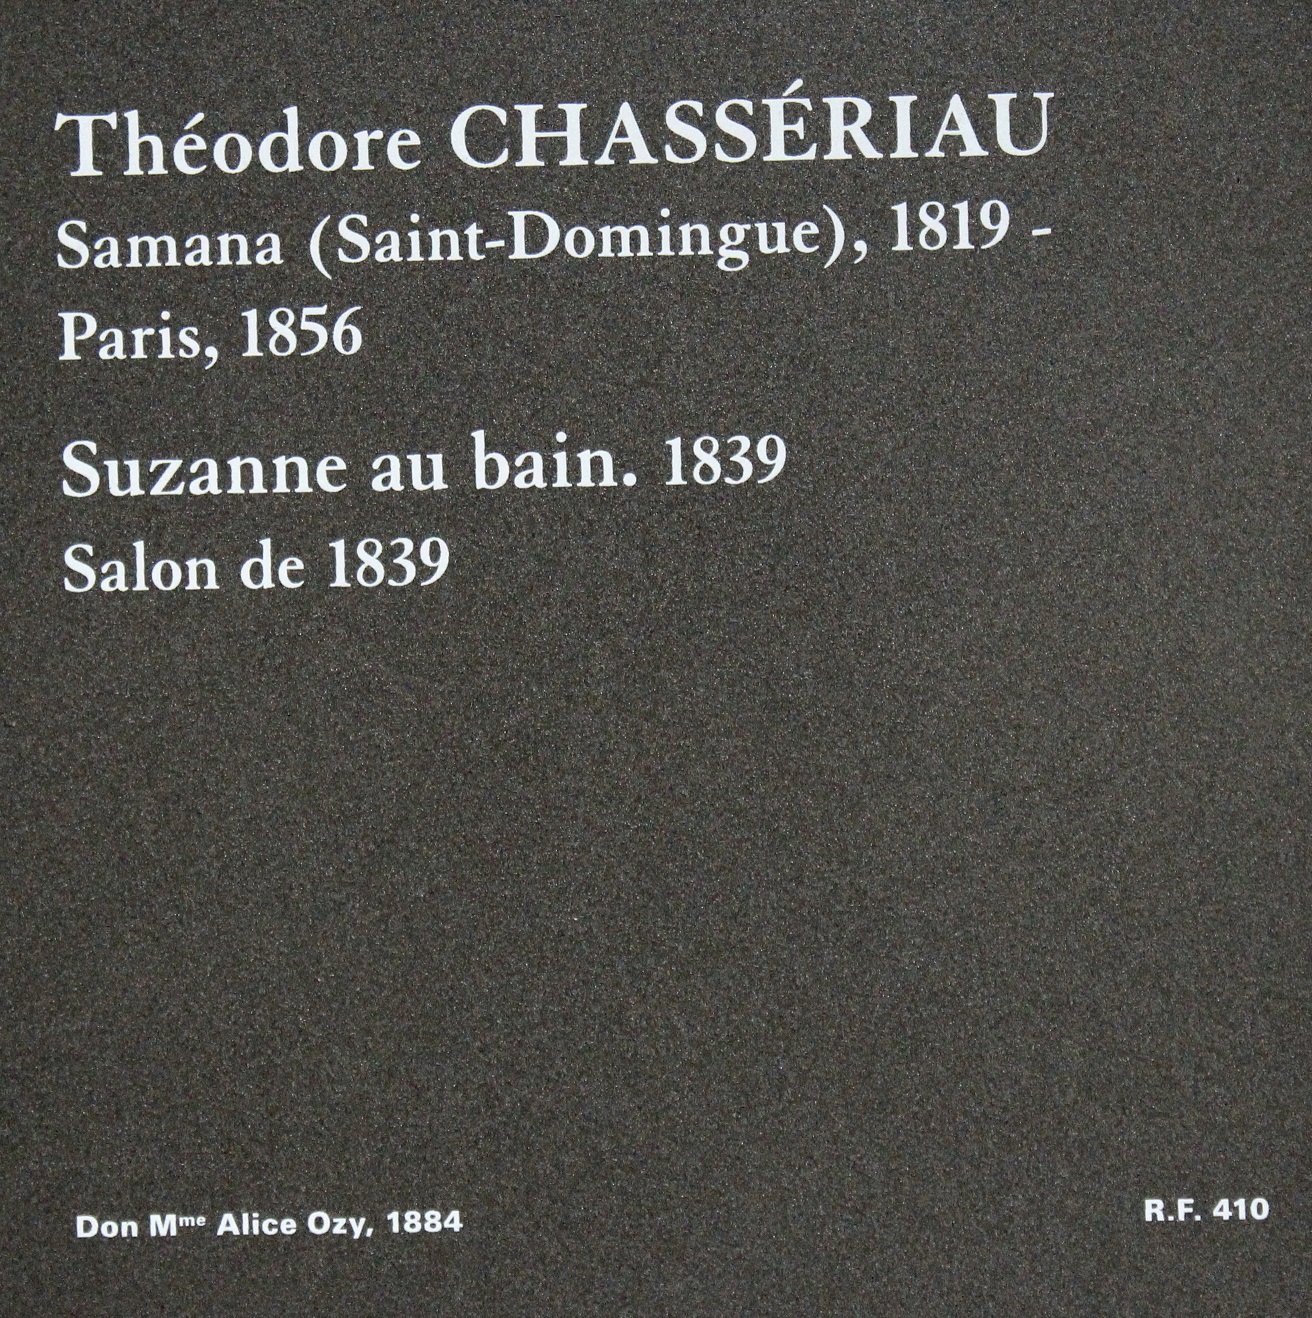 Théodore CHASSÉRIAU
Samana (Saint-Domingue), 1819 -
Paris, 1856
Suzanne au bain. 1839
Salon de 1839
Don Mme Alice Ozy, 1884
R.F. 410